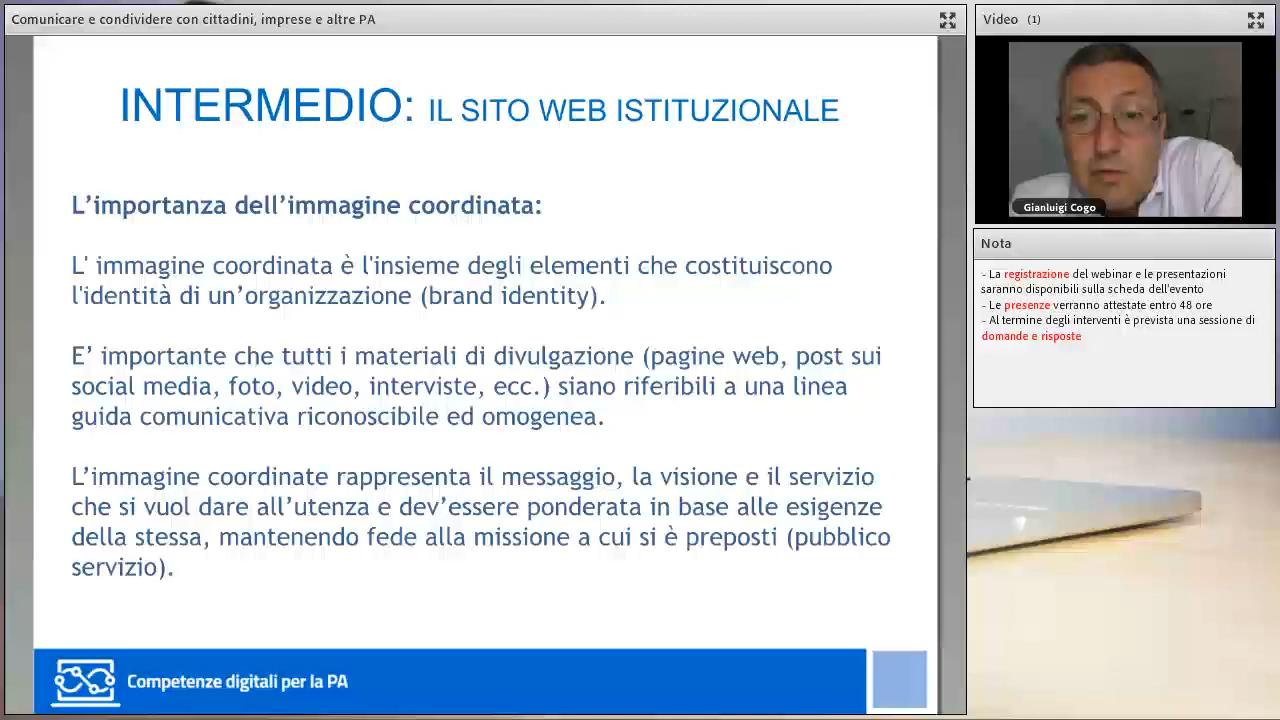 Comunicare e condividere con cittadini, imprese e altre PA
INTERMEDIO: IL SITO WEB ISTITUZIONALE
L’importanza dell’immagine coordinata:
L' immagine coordinata è l'insieme degli elementi che costituiscono
l'identità di un’organizzazione (brand identity).
E’ importante che tutti i materiali di divulgazione (pagine web, post sui
social media, foto, video, interviste, ecc.) siano riferibili a una linea
guida comunicativa riconoscibile ed omogenea.
L’immagine coordinate rappresenta il messaggio, la visione e il servizio
che si vuol dare all’utenza e dev’essere ponderata in base alle esigenze
della stessa, mantenendo fede alla missione a cui si è preposti (pubblico
servizio).
Competenze digitali per la PA
Video (1)
Gianluigi Cogo
Nota
- La registrazione del webinar e le presentazioni
saranno disponibili sulla scheda dell'evento
- Le presenze verranno attestate entro 48 ore
- Al termine degli interventi è prevista una sessione di
domande e risposte